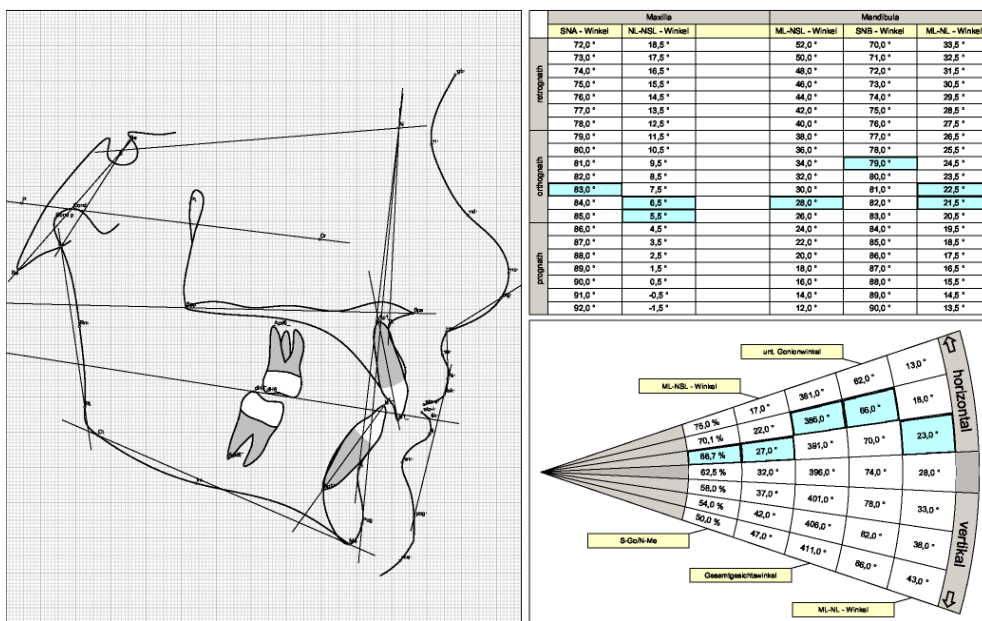 Maxilla Mandibula
SNA - Winkel NL-NSL - Winkel ML-NSL - Winkel SNB - Winkel ML-NL - Winkel
retrognath
72,0 ° 18,5 ° 52,0 ° 70,0 ° 33,5 °
73,0 ° 17,5 ° 50,0 ° 71,0 ° 32,5 °
74,0 ° 16,5 ° 48,0 ° 72,0 ° 31,5 °
75,0 ° 15,5 ° 46,0 ° 73,0 ° 30,5 °
76,0 ° 14,5 ° 44,0 ° 74,0 ° 29,5 °
77,0 ° 13,5 ° 42,0 ° 75,0 ° 28,5 °
78,0 ° 12,5 ° 40,0 ° 76,0 ° 27,5 °
orthognath
79,0 ° 11,5 ° 38,0 ° 77,0 ° 26,5 °
80,0 ° 10,5 ° 36,0 ° 78,0 ° 25,5 °
81,0 ° 9,5 ° 34,0 ° 79,0 ° 24,5 °
82,0 ° 8,5 ° 32,0 ° 80,0 ° 23,5 °
83,0 ° 7,5 ° 30,0 ° 81,0 ° 22,5 °
84,0 ° 6,5 ° 28,0 ° 82,0 ° 21,5 °
85,0 ° 5,5 ° 26,0 ° 83,0 ° 20,5 °
prognath
86,0 ° 4,5 ° 24,0 ° 84,0 ° 19,5 °
87,0 ° 3,5 ° 22,0 ° 85,0 ° 18,5 °
88,0 ° 2,5 ° 20,0 ° 86,0 ° 17,5 °
89,0 ° 1,5 ° 18,0 ° 87,0 ° 16,5 °
90,0 ° 0,5 ° 16,0 ° 88,0 ° 15,5 °
91,0 ° -0,5 ° 14,0 ° 89,0 ° 14,5 °
92,0 ° -1,5 ° 12,0 ° 90,0 ° 13,5 °
unt. Gonionwinkel
ML-NSL - Winkel
horizontal
75,0 % 17,0 ° 381,0 ° 62,0 ° 13,0 °
70,1 % 22,0 ° 386,0 ° 66,0 ° 18,0 °
66,7 % 27,0 ° 391,0 ° 70,0 ° 23,0 °
62,5 % 32,0 ° 396,0 ° 74,0 ° 28,0 °
58,0 % 37,0 ° 401,0 ° 78,0 ° 33,0 °
54,0 % 42,0 ° 406,0 ° 82,0 ° 38,0 °
50,0 % 47,0 ° 411,0 ° 86,0 ° 43,0 °
vertikal
S-Go/N-Me
Gesamtgesichtswinkel
ML-NL - Winkel
N
P
Or
Rm
Me